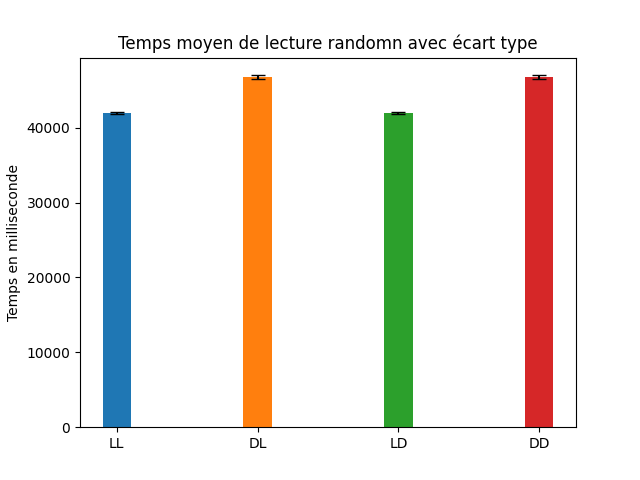 Temps moyen de lecture randomn avec écart type
Temps en milliseconde
40000
30000
20000
10000
0
LL DL LD DD